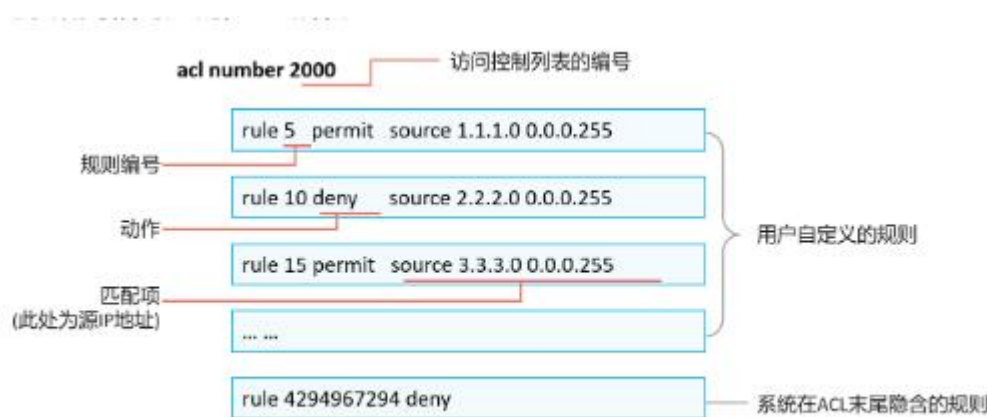 acl number 2000
访问控制列表的编号
rule 5 permit source 1.1.1.0 0.0.0.255
规则编号
rule 10 deny source 2.2.2.0 0.0.0.255
动作
用户自定义的规则
rule 15 permit source 3.3.3.0 0.0.0.255
匹配项
(此处为源IP地址)
... ...
rule 4294967294 deny
系统在ACL末尾隐含的规则